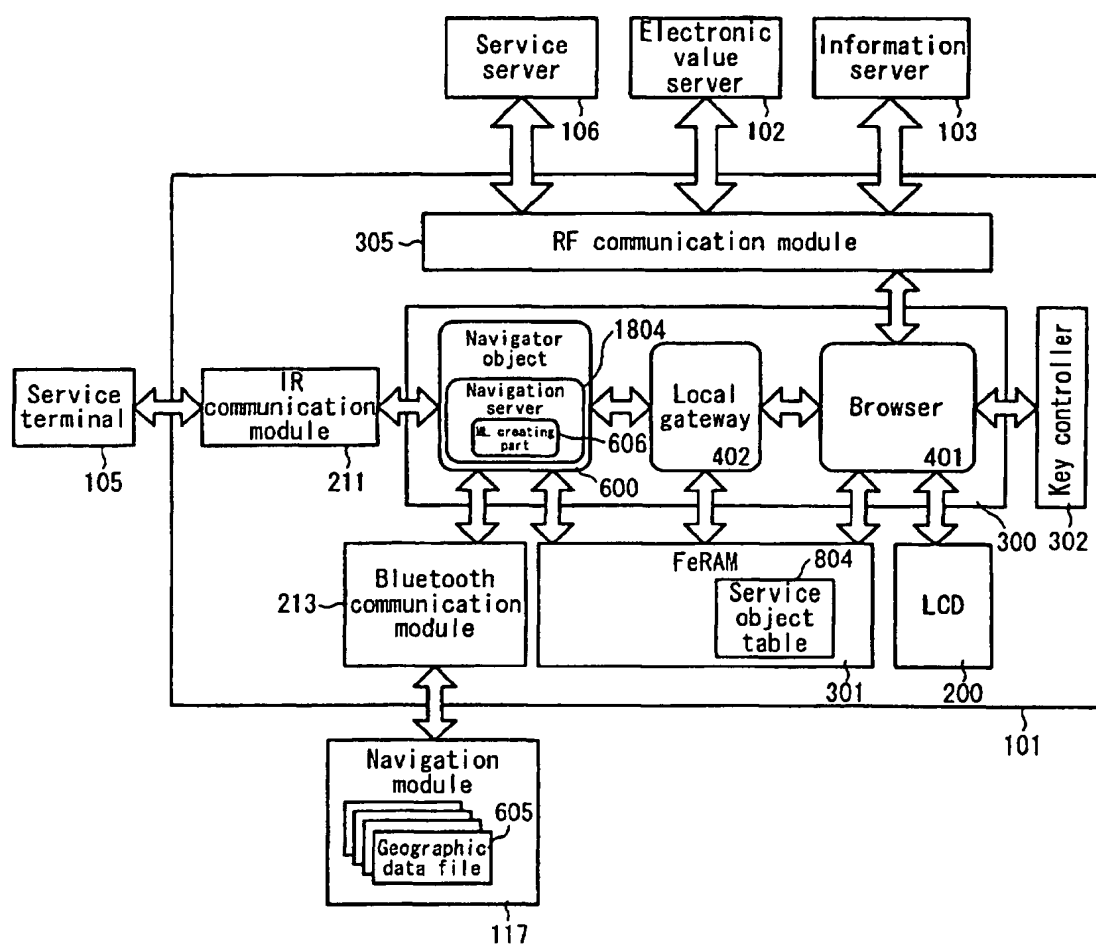 Service
server
106
Electronic
value server
102
Information
server
103
305
RF communication module
Service
terminal
105
IR
communication
module
211
Navigator
object
1804
Navigation
server
ML creating
part
606
600
Local
gateway
402
Browser
401
300
Key controller
302
213
Bluetooth
communication
module
FeRAM
804
Service
object
table
301
LCD
200
101
Navigation
module
605
Geographic
data file
117